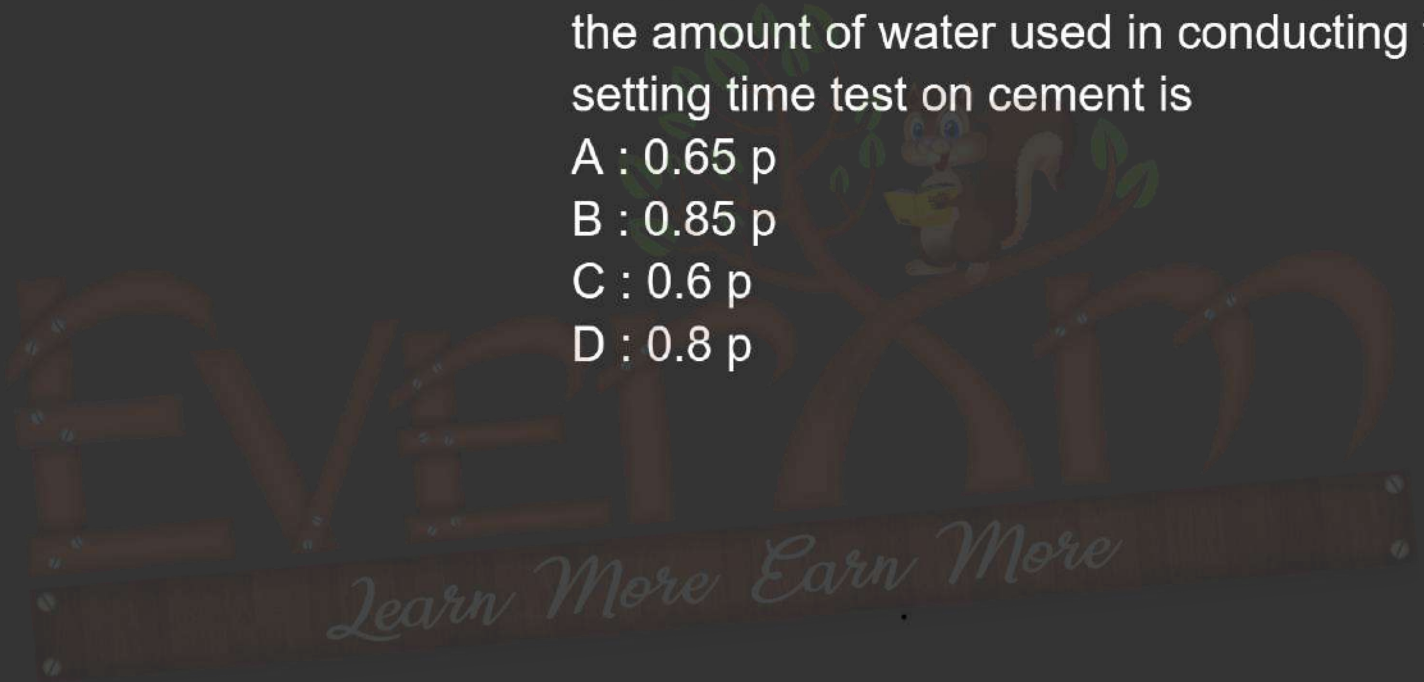 the amount of water used in conducting
setting time test on cement is
A : 0.65 p
B : 0.85 p
C : 0.6 p
D : 0.8 p
EVErXm
Learn More Earn More